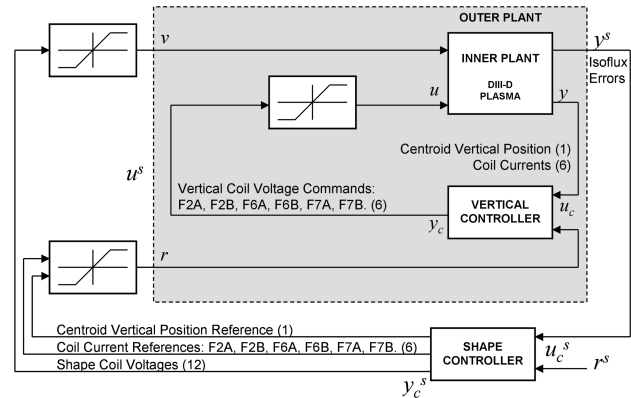 OUTER PLANT
v
y^s
INNER PLANT
DIII-D
PLASMA
Isoflux
Errors
u
y
Centroid Vertical Position (1)
Coil Currents (6)
u^s
Vertical Coil Voltage Commands:
F2A, F2B, F6A, F6B, F7A, F7B. (6)
VERTICAL
CONTROLLER
u_c
y_c
r
Centroid Vertical Position Reference (1)
Coil Current References: F2A, F2B, F6A, F6B, F7A, F7B. (6)
Shape Coil Voltages (12)
SHAPE
CONTROLLER
u_c^s
r^s
y_c^s